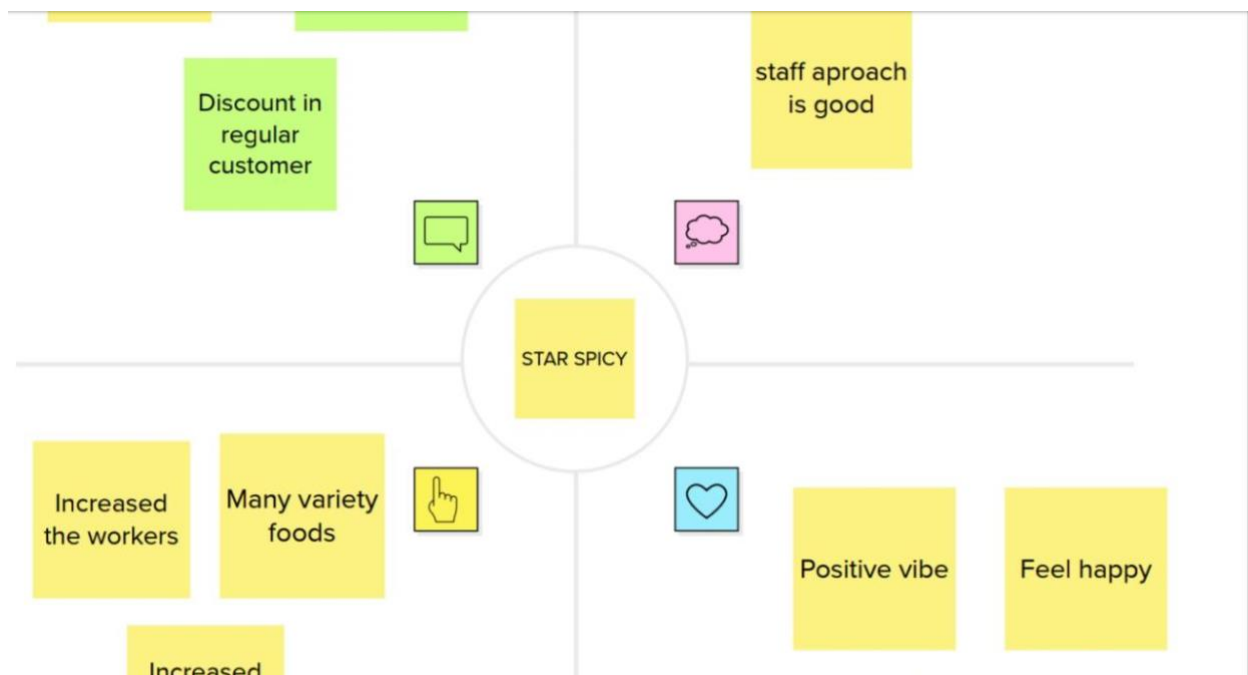 Discount in
regular
customer
staff aproach
is good
STAR SPICY
Increased
the workers
Many variety
foods
Increased
Positive vibe
Feel happy